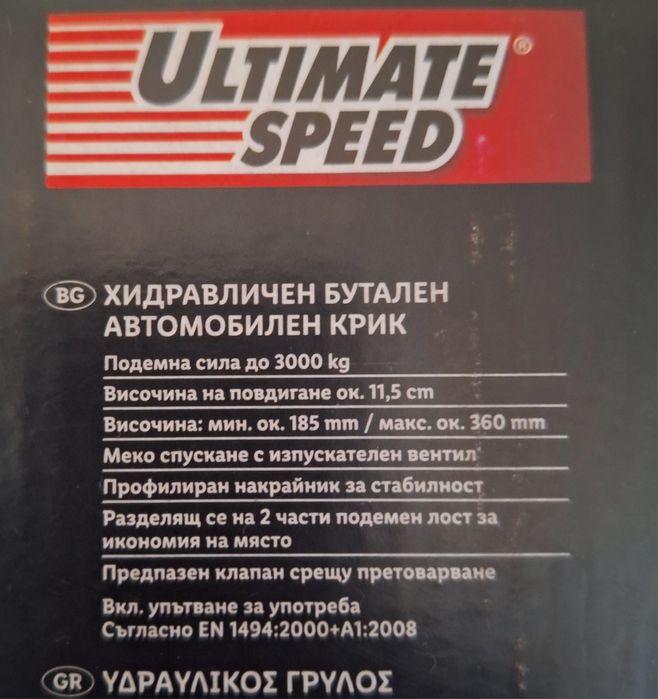 ULTIMATE ®
SPEED
BG ХИДРАВЛИЧЕН БУТАЛЕН
АВТОМОБИЛЕН КРИК
Подемна сила до 3000 kg
Височина на повдигане ок. 11,5 cm
Височина: мин. ок. 185 mm / макс. ок. 360 mm
Меко спускане с изпускателен вентил
Профилиран накрайник за стабилност
Разделящ се на 2 части подемен лост за
икономия на място
Предпазен клапан срещу претоварване
Вкл. упътване за употреба
Съгласно EN 1494:2000+A1:2008
GR ΥΔΡΑΥΛΙΚΟΣ ΓΡΥΛΟΣ